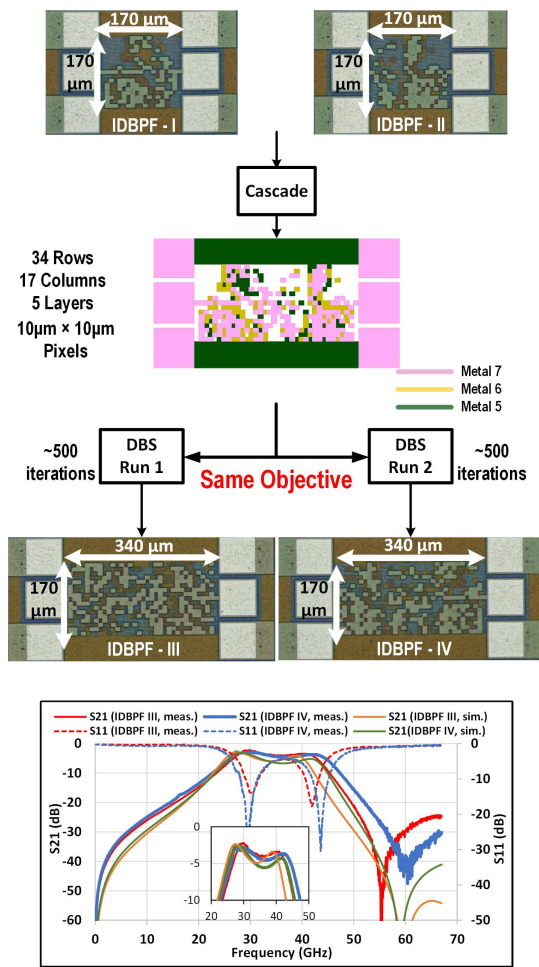 170 µm
170 µm
170
µm
170
µm
IDBPF - I
IDBPF - II
Cascade
34 Rows
17 Columns
5 Layers
10µm × 10µm
Pixels
Metal 7
Metal 6
Metal 5
~500
iterations
DBS
Run 1
Same Objective
DBS
Run 2
~500
iterations
340 µm
340 µm
170
µm
170
µm
IDBPF - III
IDBPF - IV
S21 (IDBPF III, meas.)
S21 (IDBPF IV, meas.)
S21 (IDBPF III, sim.)
S11 (IDBPF III, meas.)
S11 (IDBPF IV, meas.)
S21(IDBPF IV, sim.)
0
-10
-20
-30
-40
-50
-60
S21 (dB)
0
-10
-20
-30
-40
-50
S11 (dB)
0
-5
-10
20 30 40 50
0 10 20 30 40 50 60 70
Frequency (GHz)